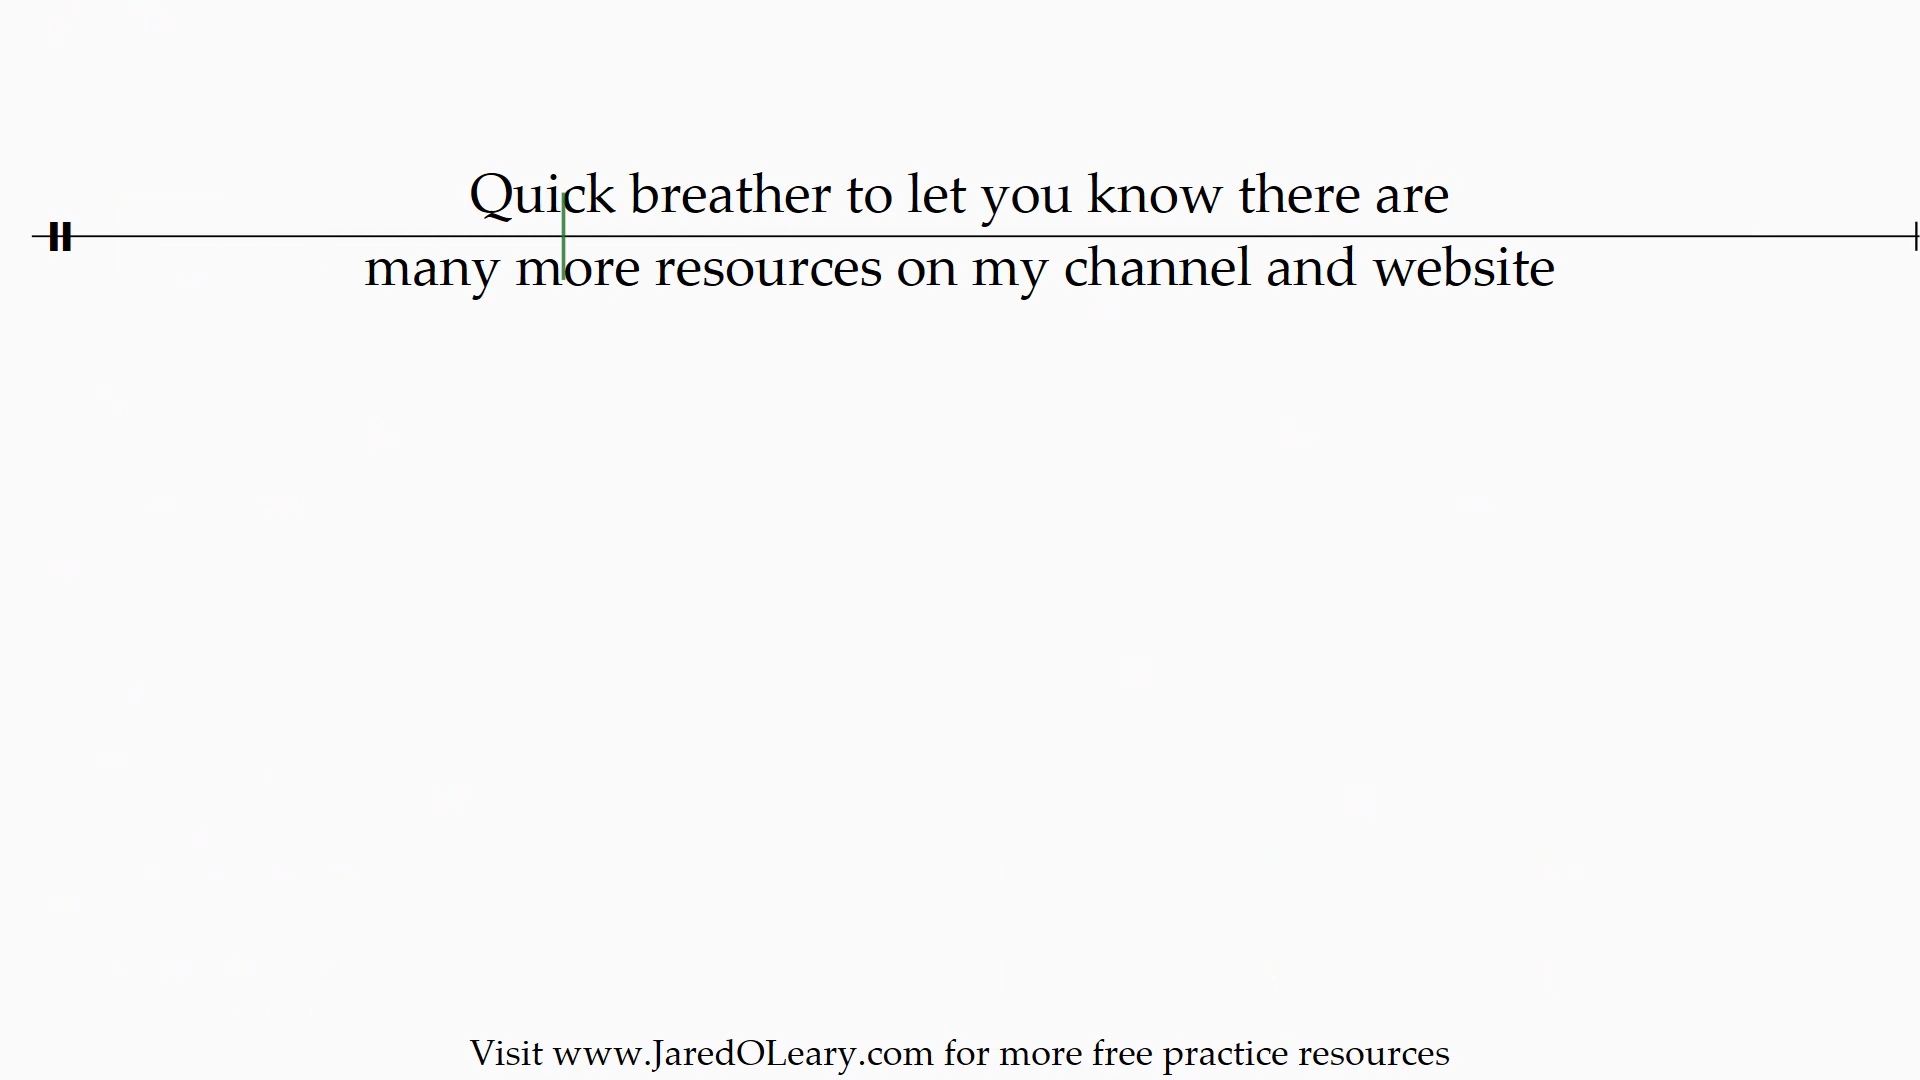 Quick breather to let you know there are
many more resources on my channel and website
Visit www.JaredOLeary.com for more free practice resources